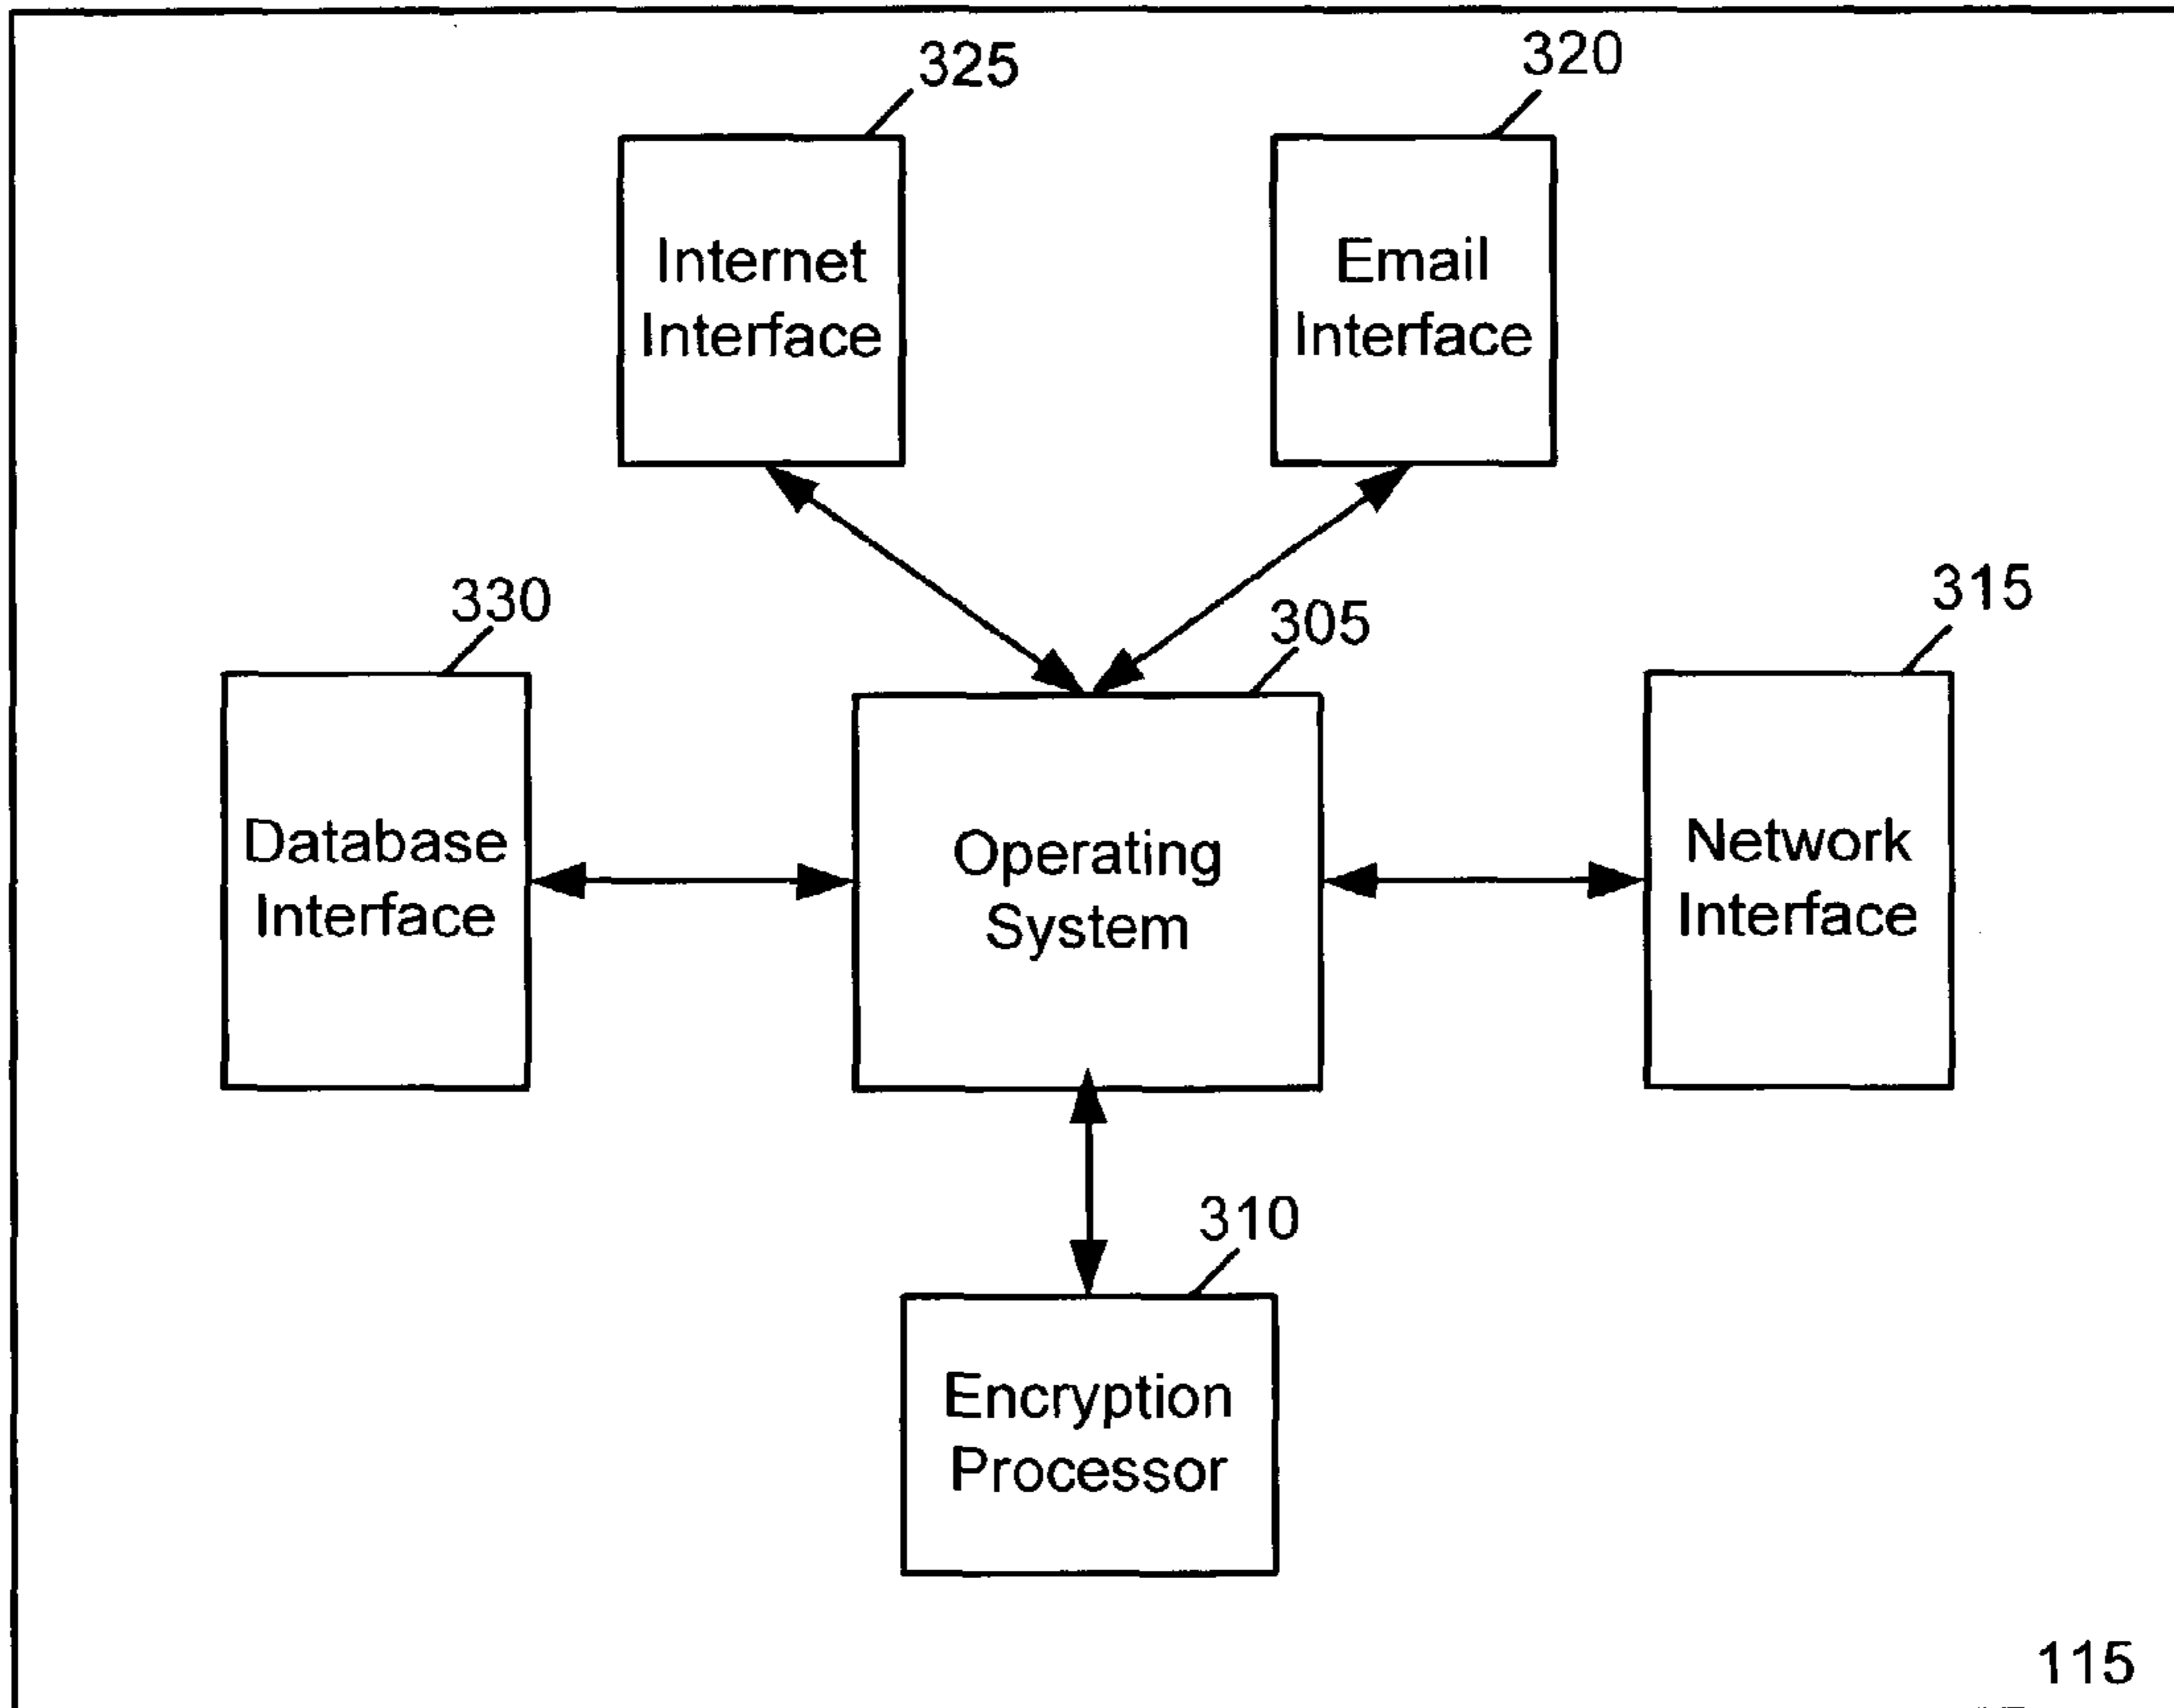 325
320
Internet
Interface
Email
Interface
330
305
315
Database
Interface
Operating
System
Network
Interface
310
Encryption
Processor
115